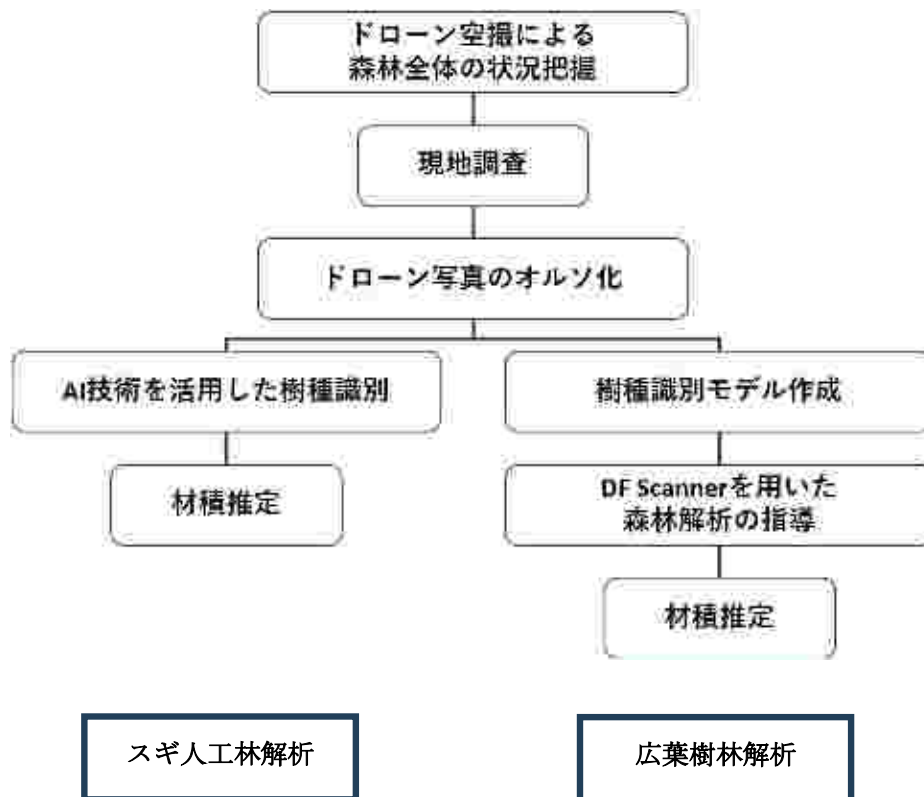 ドローン空撮による
森林全体の状況把握
現地調査
ドローン写真のオルソ化
AI技術を活用した樹種識別
樹種識別モデル作成
材積推定
DF Scannerを用いた
森林解析の指導
材積推定
スギ人工林解析
広葉樹林解析